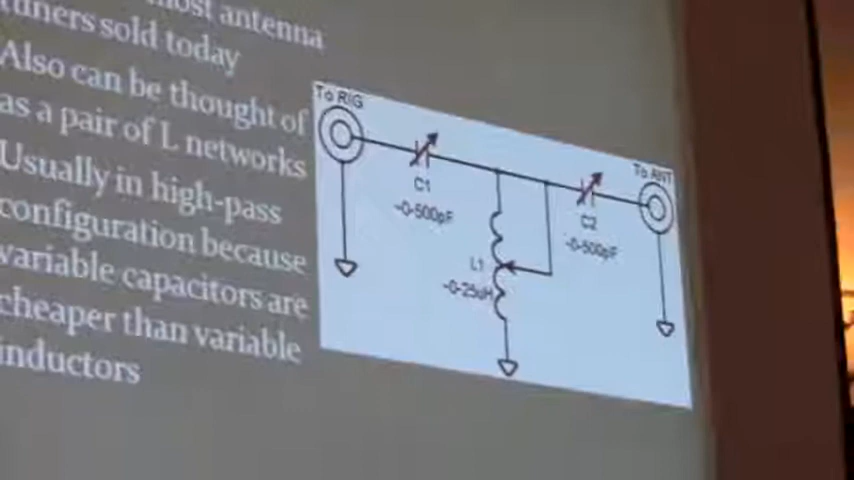 most antenna
tuners sold today
Also can be thought of
as a pair of L networks
Usually in high-pass
configuration because
variable capacitors are
cheaper than variable
inductors
To RIG
C1
~0-500pF
L1
~0-25uH
To ANT
C2
~0-500pF